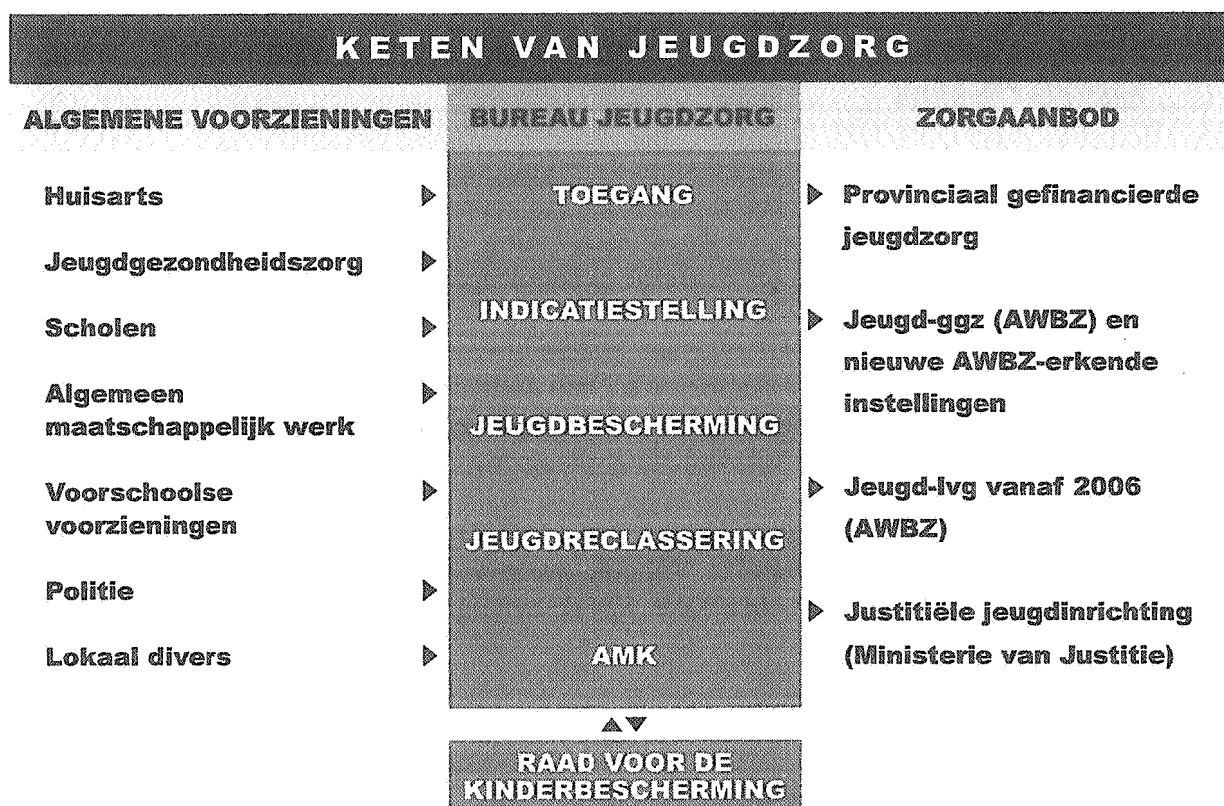 KETEN VAN JEUGDZORG
ALGEMENE VOORZIENINGEN
Huisarts
Jeugdgezondheidszorg
Scholen
Algemeen
maatschappelijk werk
Voorschoolse
voorzieningen
Politie
Lokaal divers
BUREAU JEUGDZORG
TOEGANG
INDICATIESTELLING
JEUGDBESCHERMING
JEUGDRECLASSERING
AMK
RAAD VOOR DE
KINDERBESCHERMING
ZORGAANBOD
Provinciaal gefinancierde
jeugdzorg
Jeugd-ggz (AWBZ) en
nieuwe AWBZ-erkende
instellingen
Jeugd-lvg vanaf 2006
(AWBZ)
Justitiële jeugdinrichting
(Ministerie van Justitie)